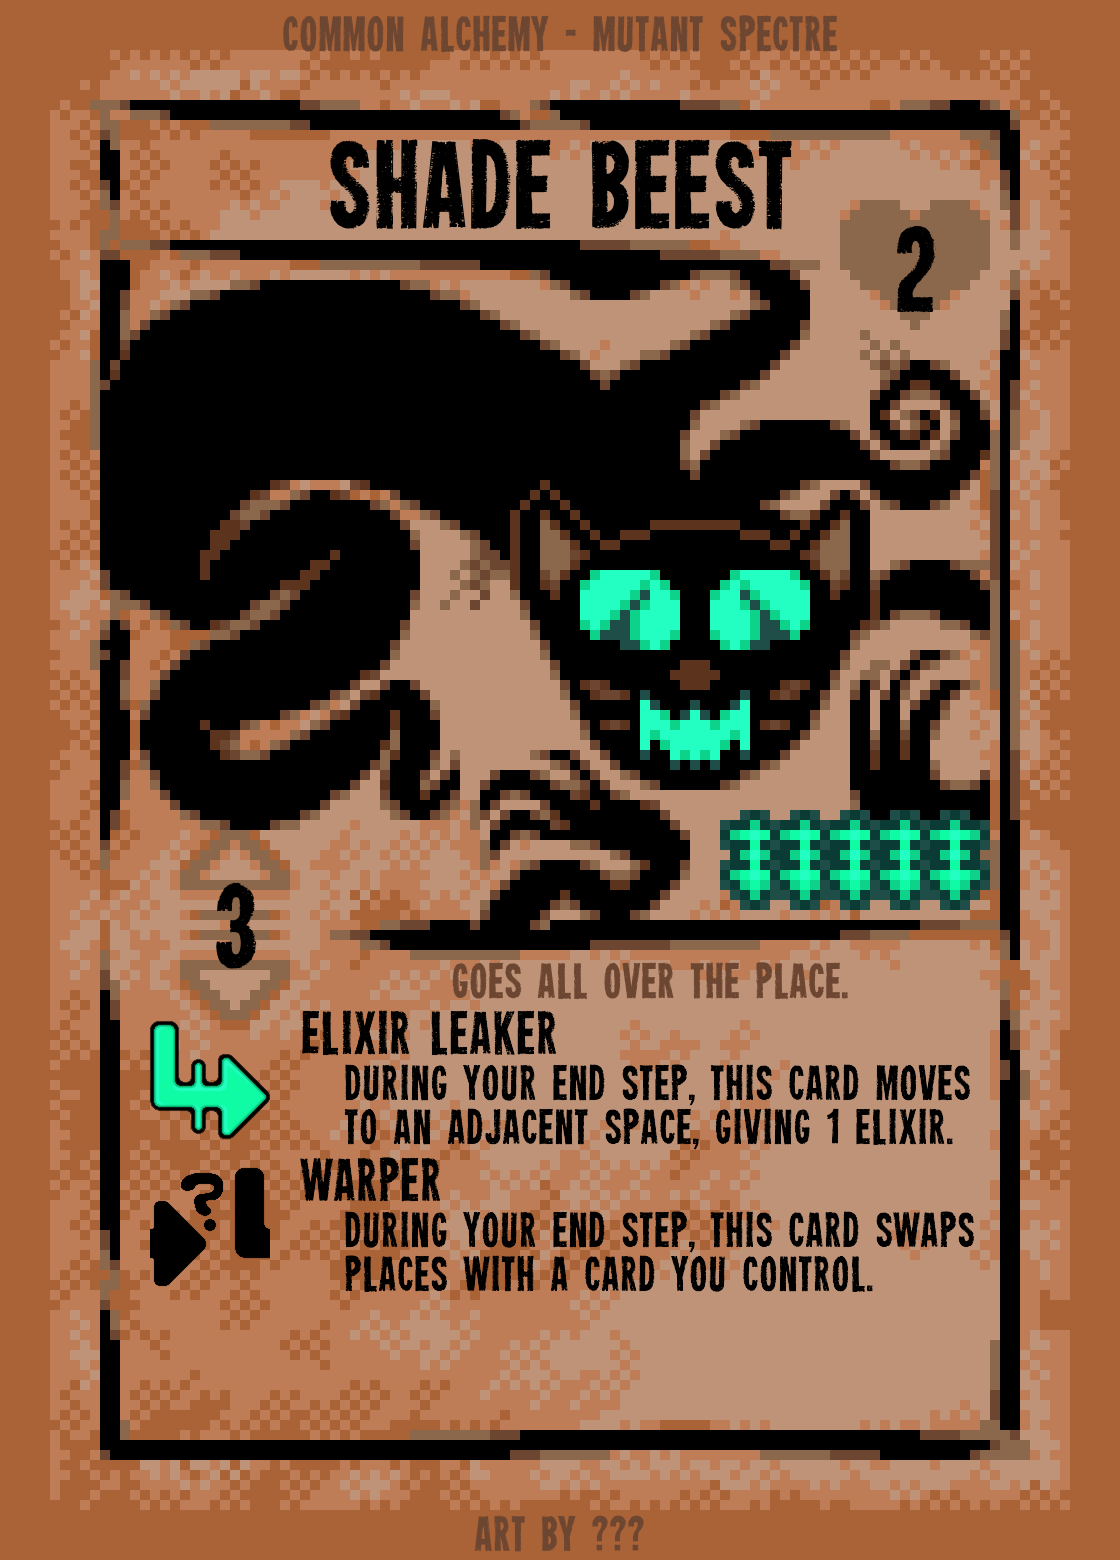 COMMON ALCHEMY - MUTANT SPECTRE
SHADE BEEST
2
3
GOES ALL OVER THE PLACE.
ELIXIR LEAKER
DURING YOUR END STEP, THIS CARD MOVES
TO AN ADJACENT SPACE, GIVING 1 ELIXIR.
?
WARPER
DURING YOUR END STEP, THIS CARD SWAPS
PLACES WITH A CARD YOU CONTROL.
ART BY ???